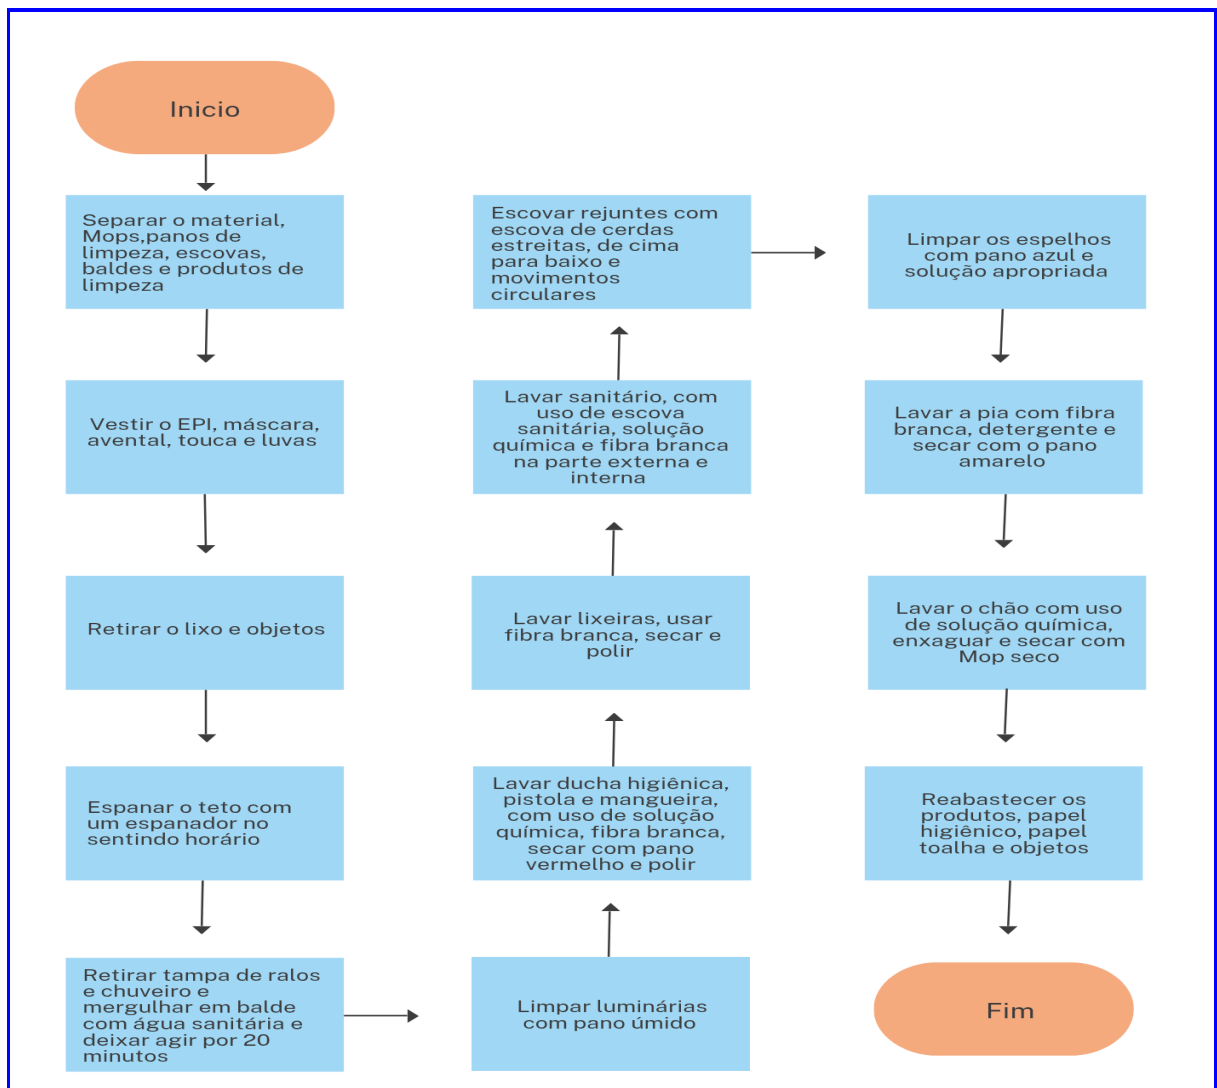 Inicio
Separar o material,
Mops,panos de
limpeza, escovas,
baldes e produtos de
limpeza
Vestir o EPI, máscara,
avental, touca e luvas
Retirar o lixo e objetos
Espanar o teto com
um espanador no
sentindo horário
Retirar tampa de ralos
e chuveiro e
mergulhar em balde
com água sanitária e
deixar agir por 20
minutos
Limpar luminárias
com pano úmido
Lavar ducha higiênica,
pistola e mangueira,
com uso de solução
química, fibra branca,
secar com pano
vermelho e polir
Lavar lixeiras, usar
fibra branca, secar e
polir
Lavar sanitário, com
uso de escova
sanitária, solução
química e fibra branca
na parte externa e
interna
Escovar rejuntes com
escova de cerdas
estreitas, de cima
para baixo e
movimentos
circulares
Limpar os espelhos
com pano azul e
solução apropriada
Lavar a pia com fibra
branca, detergente e
secar com o pano
amarelo
Lavar o chão com uso
de solução química,
enxaguar e secar com
Mop seco
Reabastecer os
produtos, papel
higiênico, papel
toalha e objetos
Fim